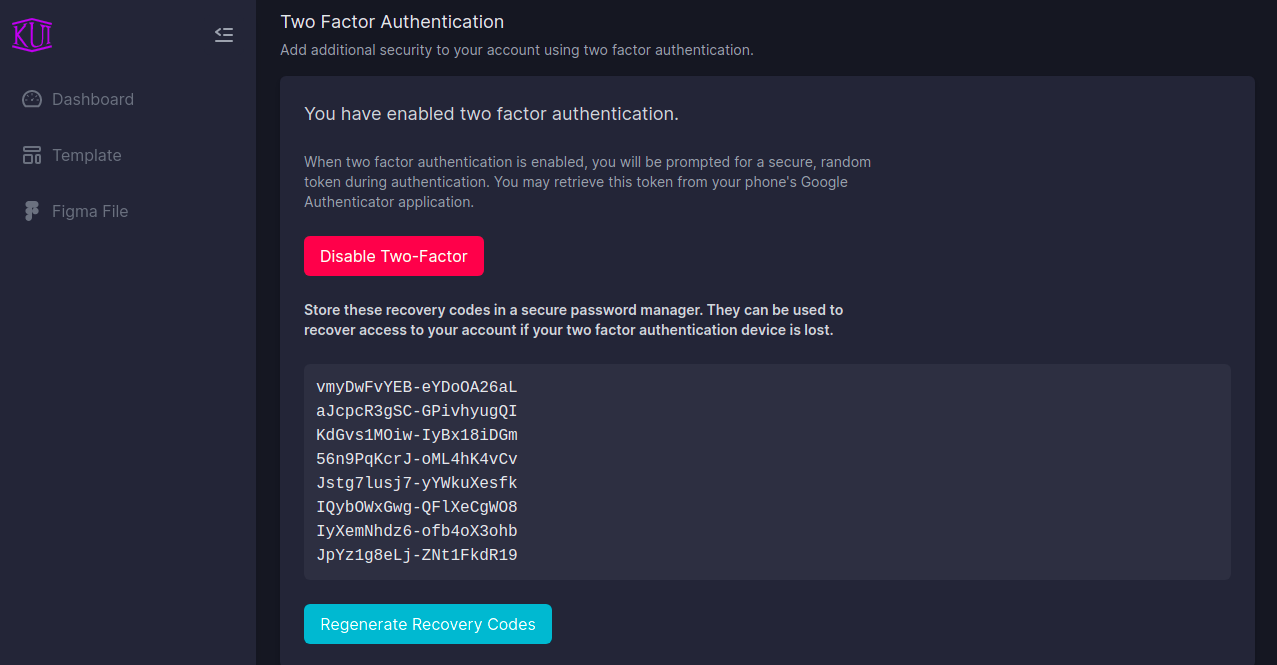 KUI
Two Factor Authentication
Add additional security to your account using two factor authentication.
Dashboard
Template
Figma File
You have enabled two factor authentication.
When two factor authentication is enabled, you will be prompted for a secure, random
token during authentication. You may retrieve this token from your phone's Google
Authenticator application.
Disable Two-Factor
Store these recovery codes in a secure password manager. They can be used to
recover access to your account if your two factor authentication device is lost.
vmyDwFvYEB-eYDoOA26aL
aJcpcR3gSC-GPivhyugQI
KdGvs1MOiw-IyBx18iDGm
56n9PqKcrJ-oML4hK4vCv
Jstg7lusj7-yYWkuXesfk
IQybOWxGwg-QFlXeCgWO8
IyXemNhdz6-ofb4oX3ohb
JpYz1g8eLj-ZNt1FkdR19
Regenerate Recovery Codes